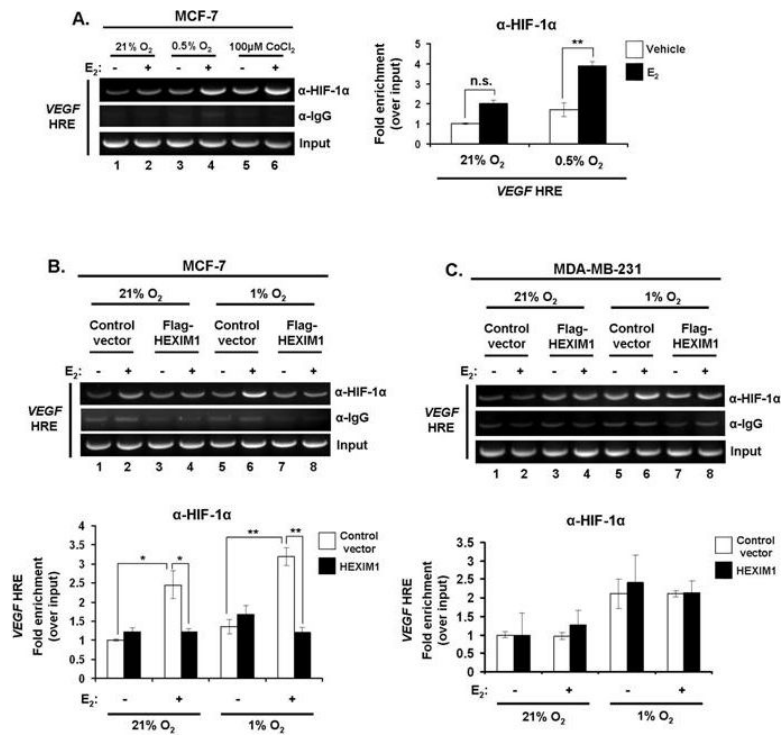 A.
MCF-7
21% O₂ 0.5% O₂ 100µM CoCl₂
E₂: - + - + - +
VEGF HRE
α-HIF-1α
α-IgG
Input
1 2 3 4 5 6
α-HIF-1α
Vehicle
E₂
n.s.
**
Fold enrichment
(over input)
5
4
3
2
1
0
21% O₂ 0.5% O₂
VEGF HRE
B.
MCF-7
21% O₂ 1% O₂
Control vector Flag-HEXIM1 Control vector Flag-HEXIM1
E₂: - + - + - + - +
VEGF HRE
α-HIF-1α
α-IgG
Input
1 2 3 4 5 6 7 8
α-HIF-1α
Control vector
HEXIM1
* * ** **
VEGF HRE
Fold enrichment
(over input)
4
3.5
3
2.5
2
1.5
1
0.5
0
E₂: - + - +
21% O₂ 1% O₂
C.
MDA-MB-231
21% O₂ 1% O₂
Control vector Flag-HEXIM1 Control vector Flag-HEXIM1
E₂: - + - + - + - +
VEGF HRE
α-HIF-1α
α-IgG
Input
1 2 3 4 5 6 7 8
α-HIF-1α
Control vector
HEXIM1
VEGF HRE
Fold enrichment
(over input)
3.5
3
2.5
2
1.5
1
0.5
0
E₂: - + - +
21% O₂ 1% O₂